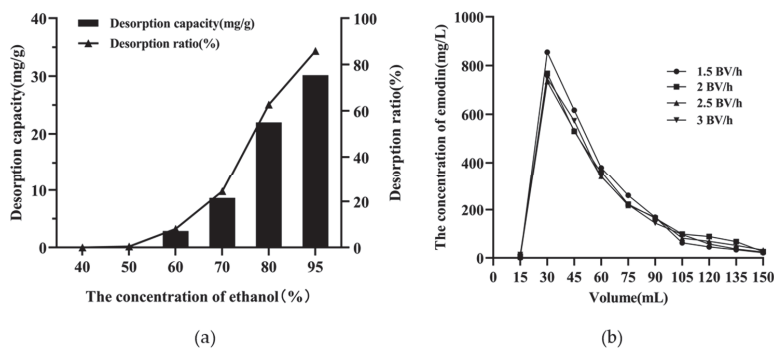 Desorption capacity(mg/g)
Desorption ratio(%)
Desorption capacity(mg/g)
40
30
20
10
0
100
80
60
40
20
0
Desorption ratio(%)
40 50 60 70 80 95
The concentration of ethanol(%)
(a)
The concentration of emodin(mg/L)
1000
800
600
400
200
0
1.5 BV/h
2 BV/h
2.5 BV/h
3 BV/h
0 15 30 45 60 75 90 105 120 135 150
Volume(mL)
(b)